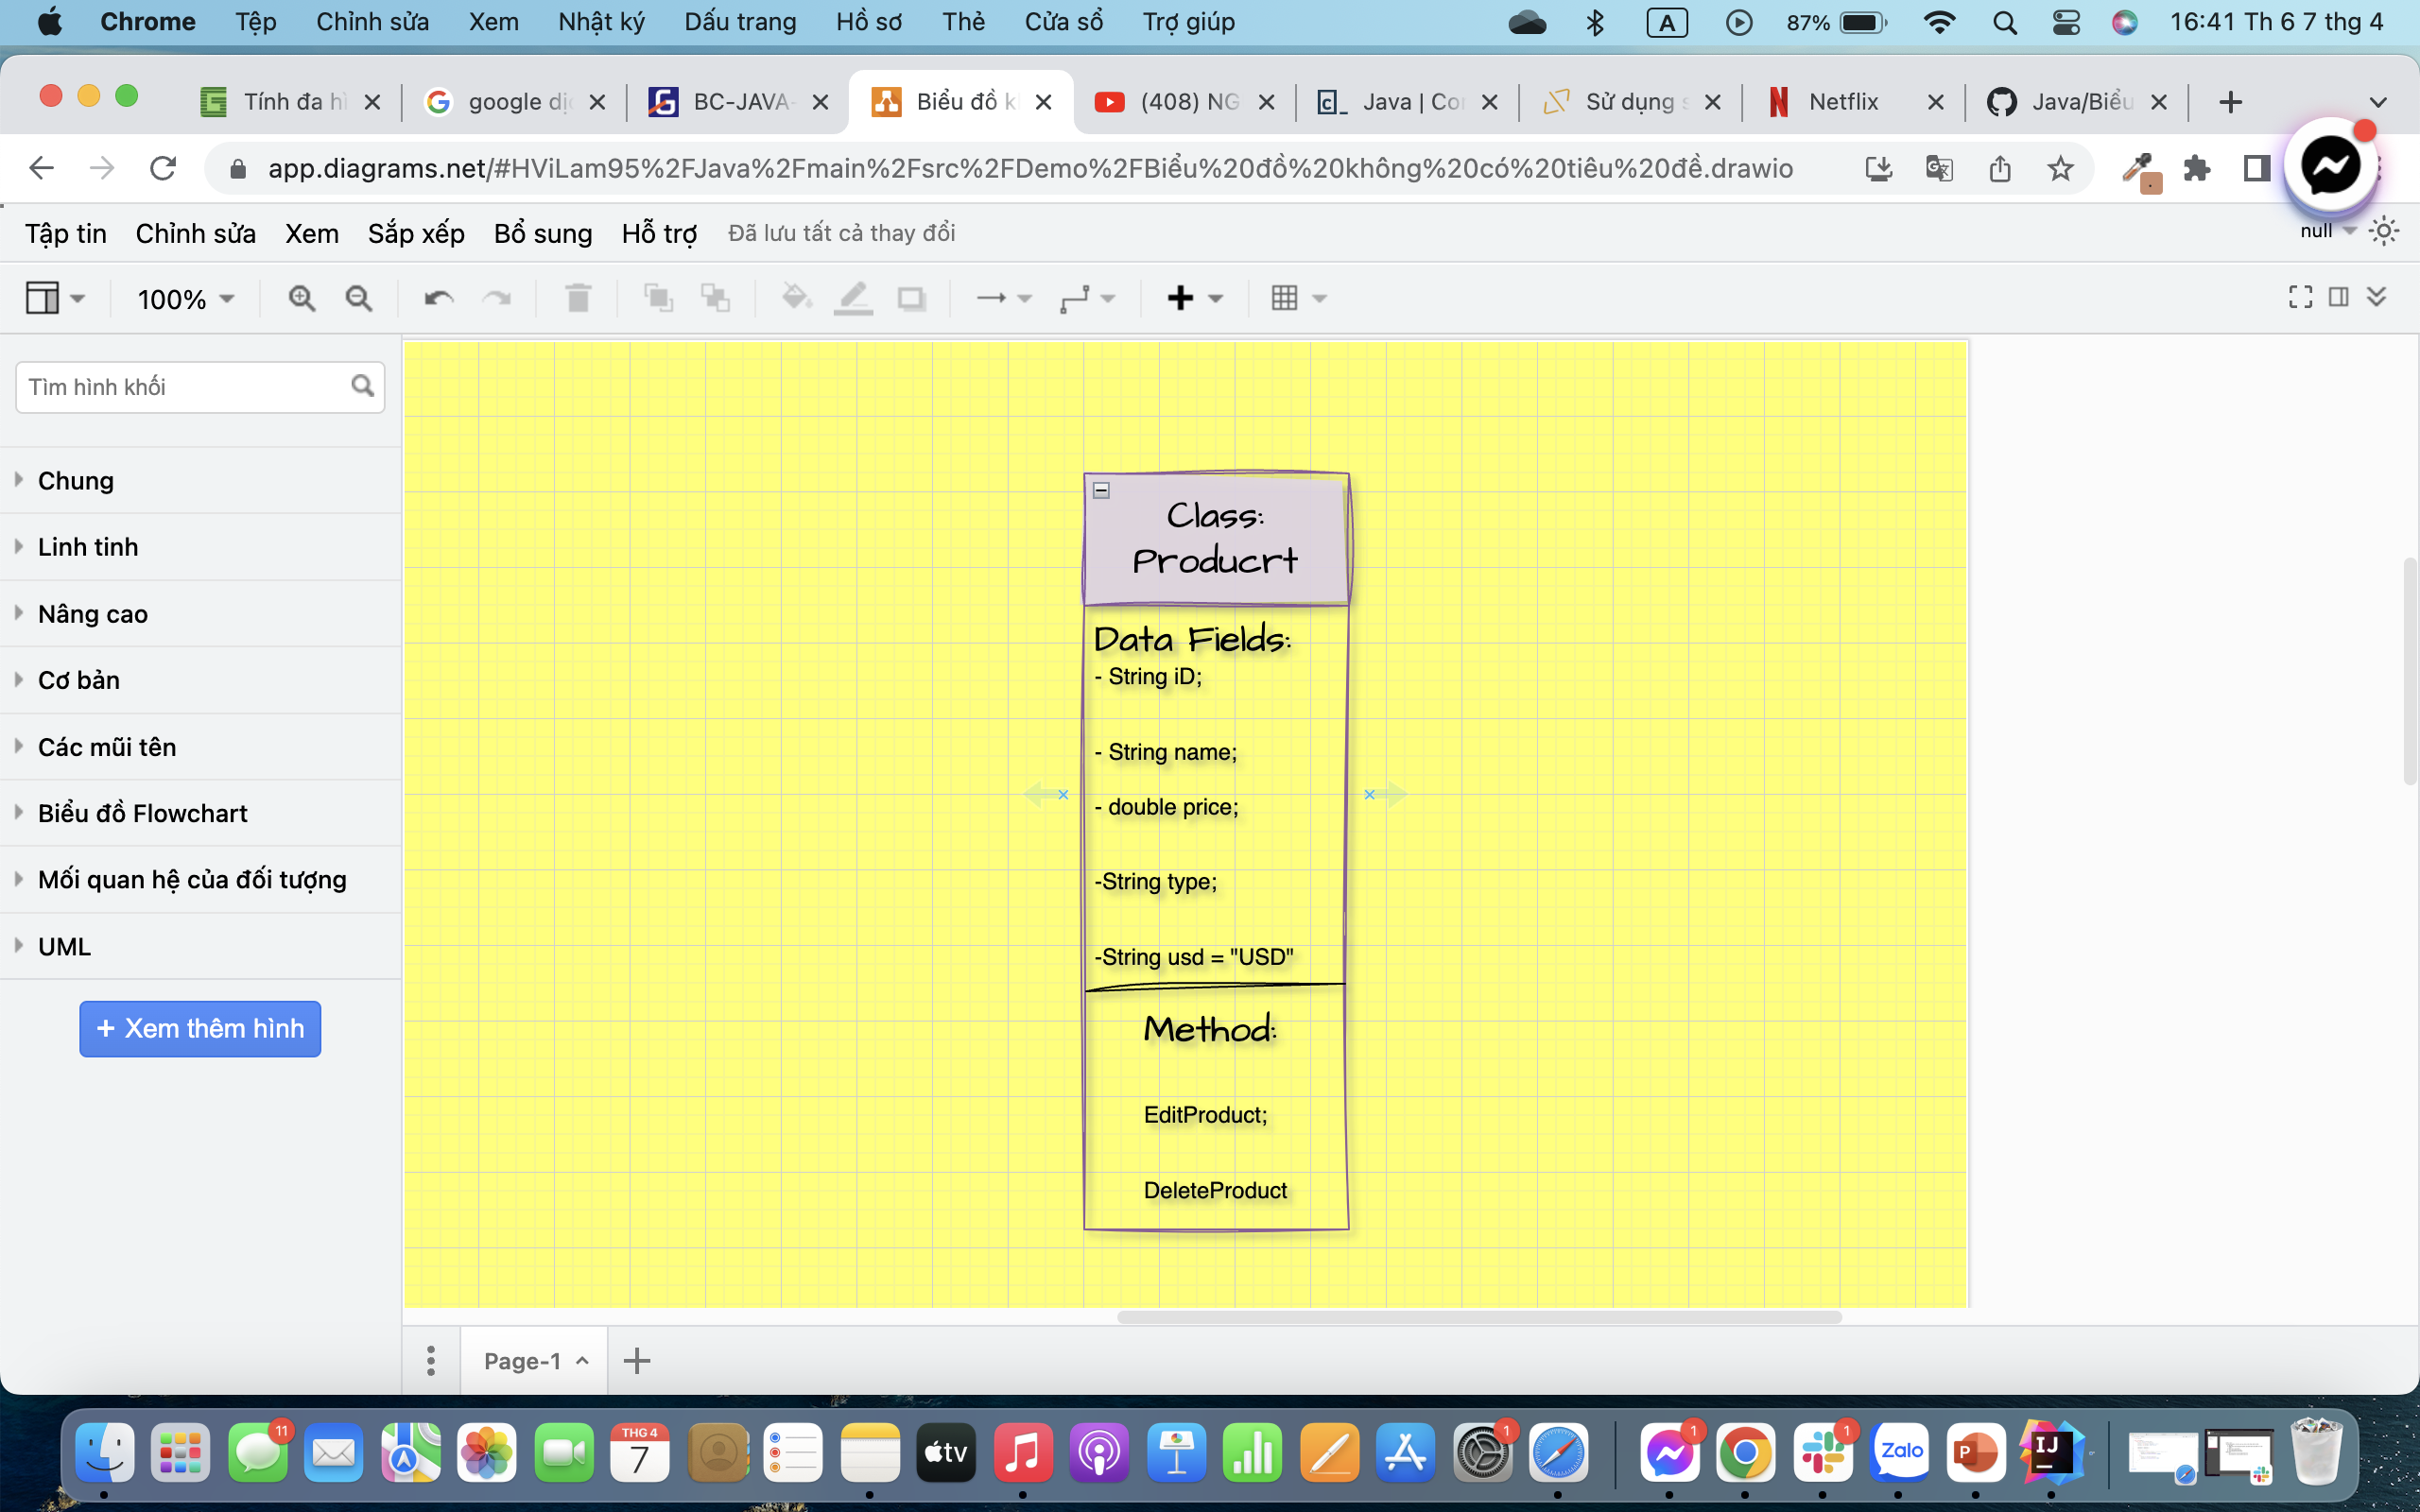 Chrome Tệp Chỉnh sửa Xem Nhật ký Dấu trang Hồ sơ Thẻ Cửa sổ Trợ giúp A 87% 16:41 Th 6 7 thg 4
Tính đa h google dị BC-JAVA- Biểu đồ k (408) NG Java | Co Sử dụng Netflix Java/Biểu
app.diagrams.net/#HViLam95%2FJava%2Fmain%2Fsrc%2FDemo%2FBiểu%20đồ%20không%20có%20tiêu%20đề.drawio
Tập tin Chỉnh sửa Xem Sắp xếp Bổ sung Hỗ trợ Đã lưu tất cả thay đổi null
100%
Tìm hình khối
Chung
Linh tinh
Nâng cao
Cơ bản
Các mũi tên
Biểu đồ Flowchart
Mối quan hệ của đối tượng
UML
+ Xem thêm hình
Class:
Producrt
Data Fields:
- String iD;
- String name;
- double price;
-String type;
-String usd = "USD"
Method:
EditProduct;
DeleteProduct
Page-1
11 THG 4 7 tv 1 1 1 Zalo P IJ